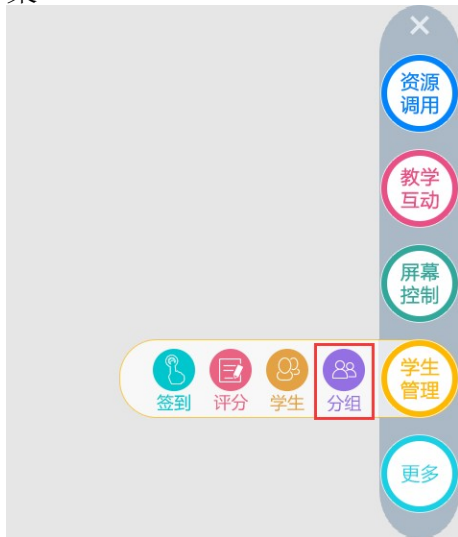 资源
调用
教学
互动
屏幕
控制
签到 评分 学生 分组
学生
管理
更多